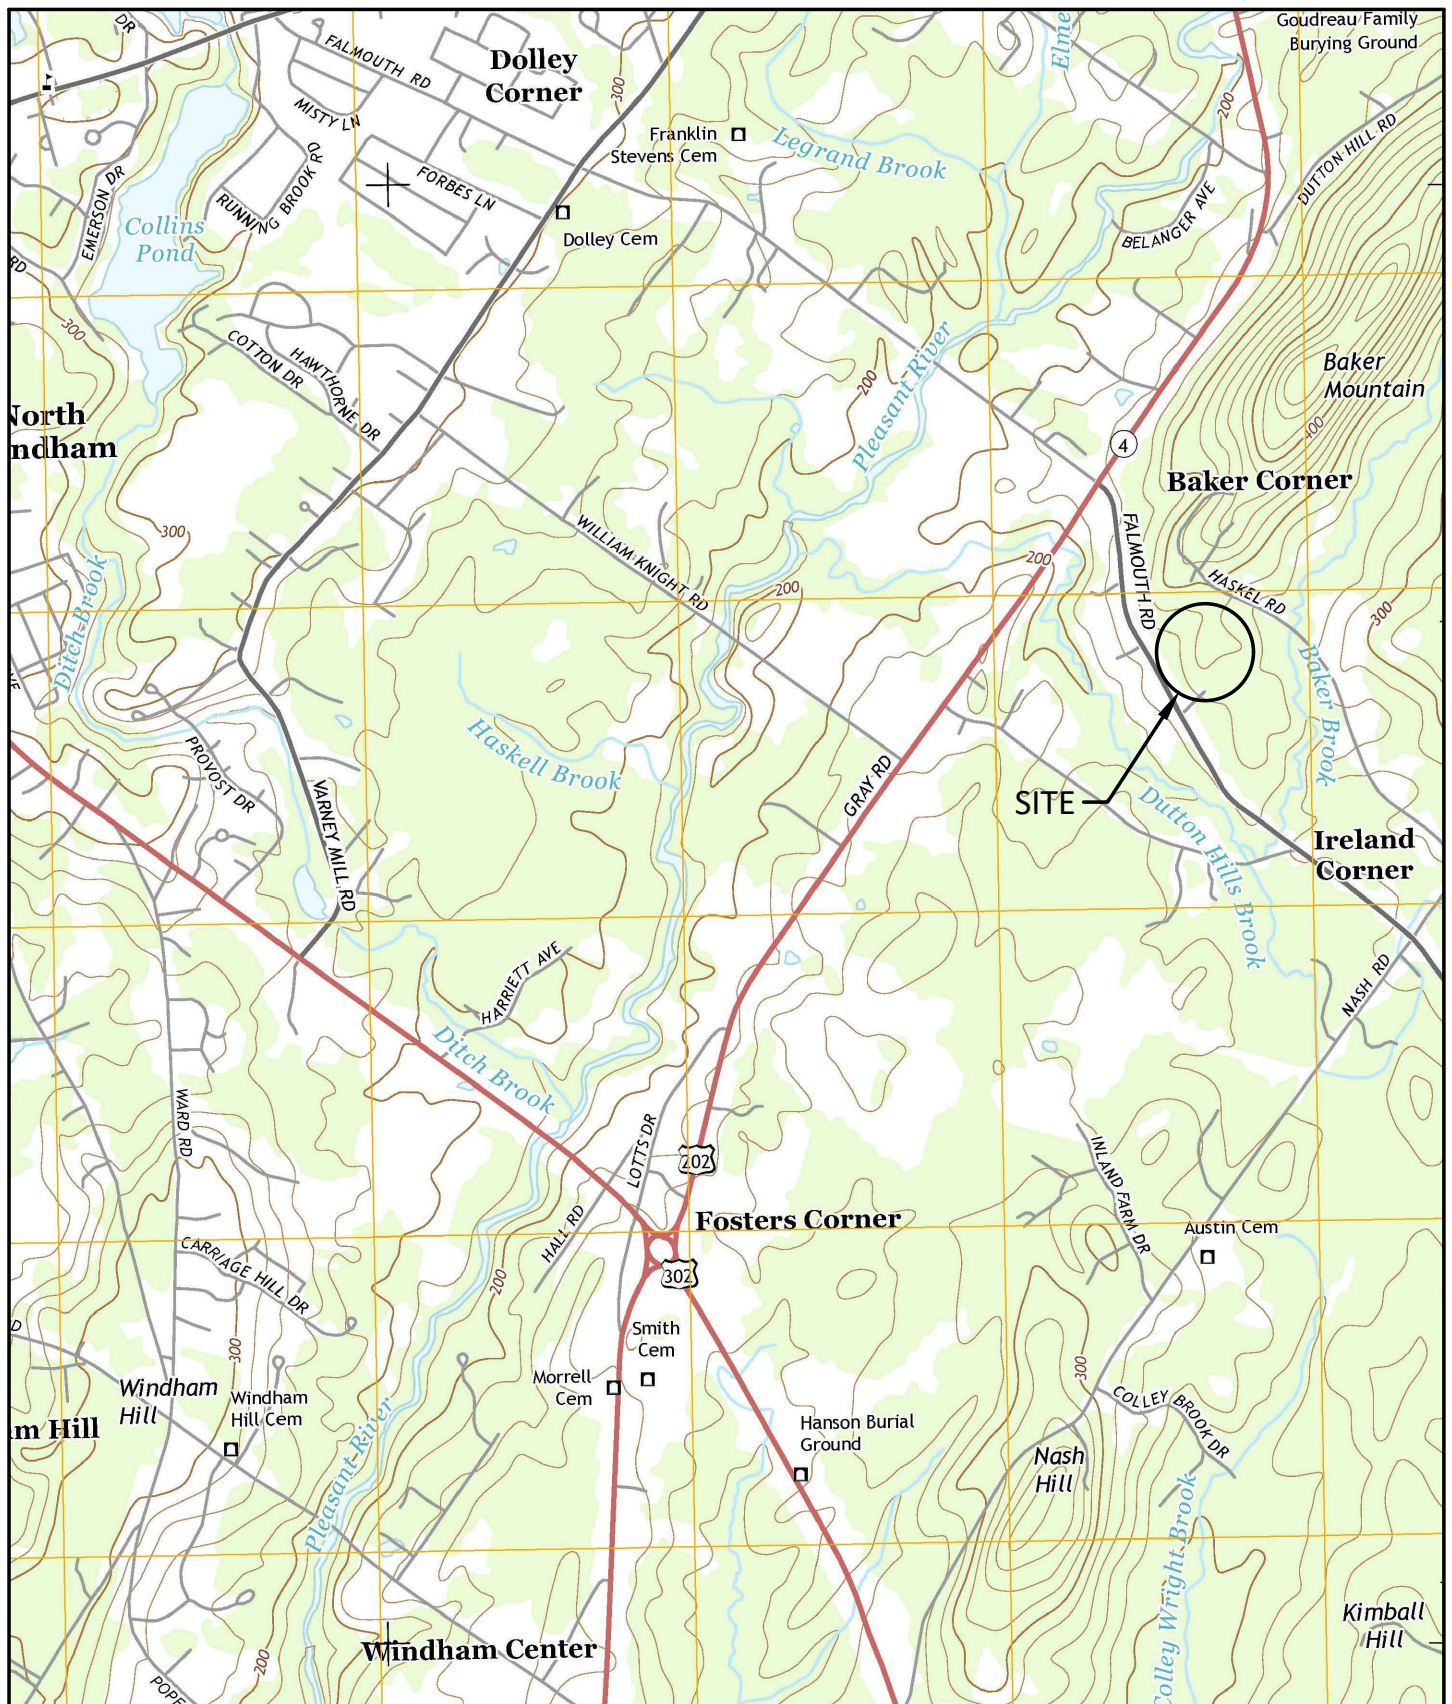 DR
FALMOUTH RD
Dolley
Corner
300
Elme
Goudreau Family
Burying Ground
MISTY LN
Franklin
Stevens Cem
Legrand Brook
200
DUTTON HILL RD
EMERSON DR
RUNNING BROOK RD
FORBES LN
Collins
Pond
Dolley Cem
BELANGER AVE
RD
300
COTTON DR
HAWTHORNE DR
200
Pleasant River
Baker
Mountain
North
ndham
400
4
Baker Corner
300
WILLIAM KNIGHT RD
FALMOUTH RD
200
HASKEL RD
Ditch Brook
200
300
VE
Haskell Brook
Baker Brook
PROVOST DR
VARNEY MILL RD
GRAY RD
SITE
Dutton Hills Brook
Ireland
Corner
HARRIETT AVE
NASH RD
Ditch Brook
WARD RD
LOTTS DR
202
INLAND FARM DR
HALL RD
Fosters Corner
Austin Cem
CARRIAGE HILL DR
302
200
D
300
Smith
Cem
300
Windham
Hill
Windham
Hill Cem
Morrell
Cem
COLLEY BROOK DR
m Hill
Hanson Burial
Ground
Nash
Hill
Pleasant River
Colley Wright Brook
Kimball
Hill
Windham Center
200
POPE